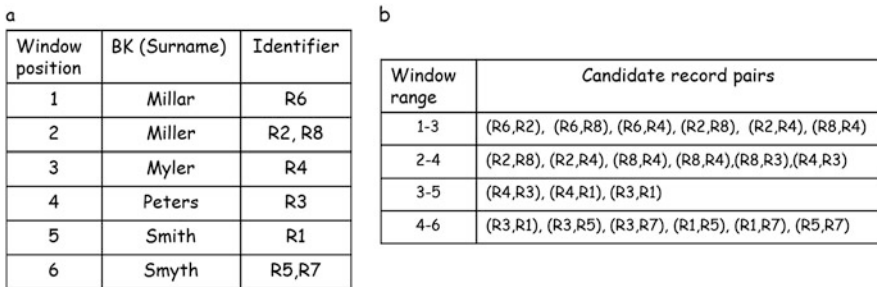 a
Window position BK (Surname) Identifier
1 Millar R6
2 Miller R2, R8
3 Myler R4
4 Peters R3
5 Smith R1
6 Smyth R5,R7
b
Window range Candidate record pairs
1-3 (R6,R2), (R6,R8), (R6,R4), (R2,R8), (R2,R4), (R8,R4)
2-4 (R2,R8), (R2,R4), (R8,R4), (R8,R4),(R8,R3),(R4,R3)
3-5 (R4,R3), (R4,R1), (R3,R1)
4-6 (R3,R1), (R3,R5), (R3,R7), (R1,R5), (R1,R7), (R5,R7)